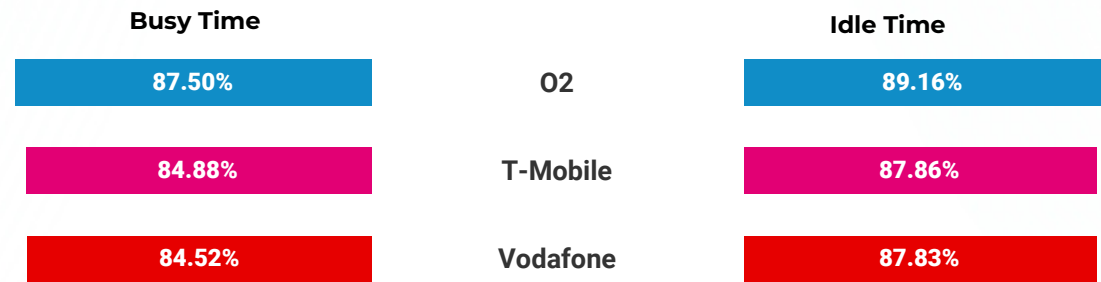 Busy Time
Idle Time
87.50% O2 89.16%
84.88% T-Mobile 87.86%
84.52% Vodafone 87.83%